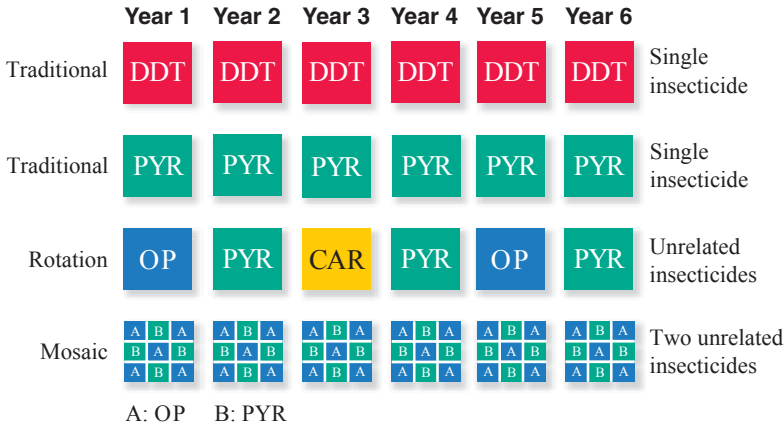 Year 1 Year 2 Year 3 Year 4 Year 5 Year 6
Traditional DDT DDT DDT DDT DDT DDT Single
insecticide
Traditional PYR PYR PYR PYR PYR PYR Single
insecticide
Rotation OP PYR CAR PYR OP PYR Unrelated
insecticides
A B A A B A A B A A B A A B A A B A
Mosaic B A B B A B B A B B A B B A B B A B Two unrelated
insecticides
A B A A B A A B A A B A A B A A B A
A: OP B: PYR